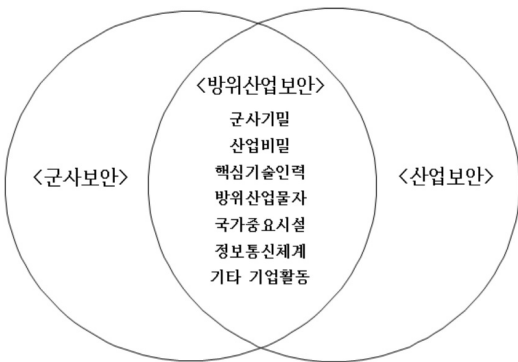 <방위산업보안>
군사기밀
산업비밀
핵심기술인력
방위산업물자
국가중요시설
정보통신체계
기타 기업활동
<군사보안>
<산업보안>